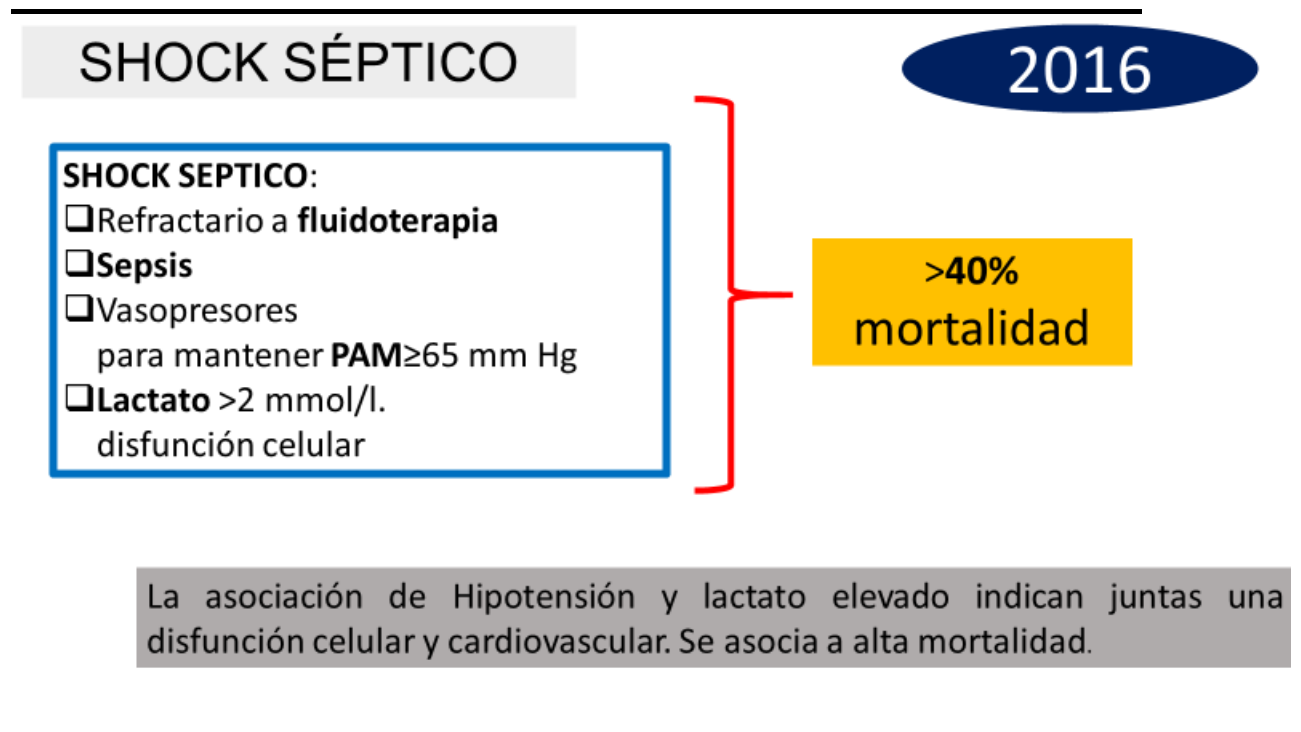 SHOCK SÉPTICO
2016
SHOCK SEPTICO:
❑Refractario a fluidoterapia
❑Sepsis
❑Vasopresores
para mantener PAM≥65 mm Hg
❑Lactato >2 mmol/l.
disfunción celular
>40%
mortalidad
La asociación de Hipotensión y lactato elevado indican juntas una
disfunción celular y cardiovascular. Se asocia a alta mortalidad.